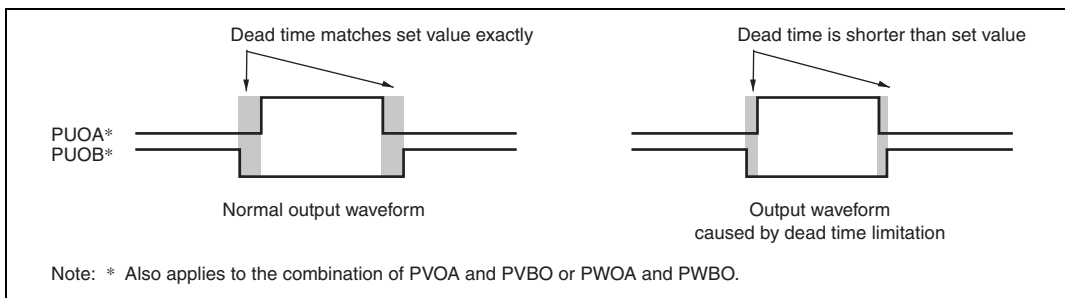 Dead time matches set value exactly
Dead time is shorter than set value
PUOA*
PUOB*
Normal output waveform
Output waveform
caused by dead time limitation
Note: * Also applies to the combination of PVOA and PVBO or PWOA and PWBO.